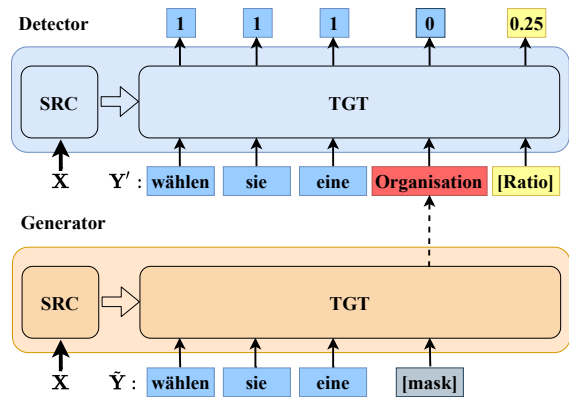 Detector
1 1 1 0 0.25
SRC TGT
X Y′ : wählen sie eine Organisation [Ratio]
Generator
SRC TGT
X Ỹ : wählen sie eine [mask]